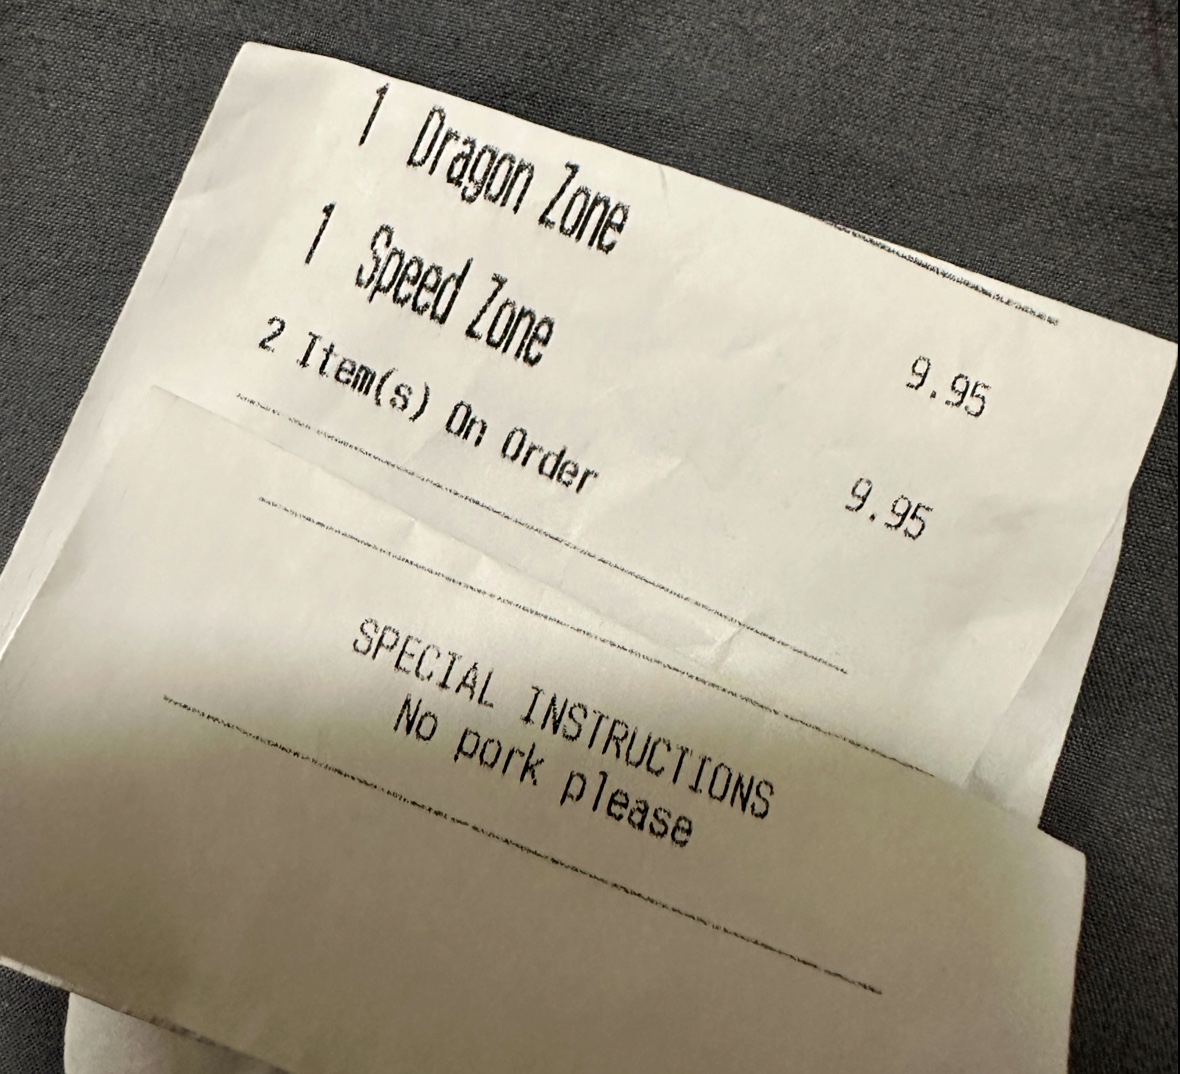 1 Dragon Zone 9.95
1 Speed Zone 9.95
2 Item(s) On Order
SPECIAL INSTRUCTIONS
No pork please